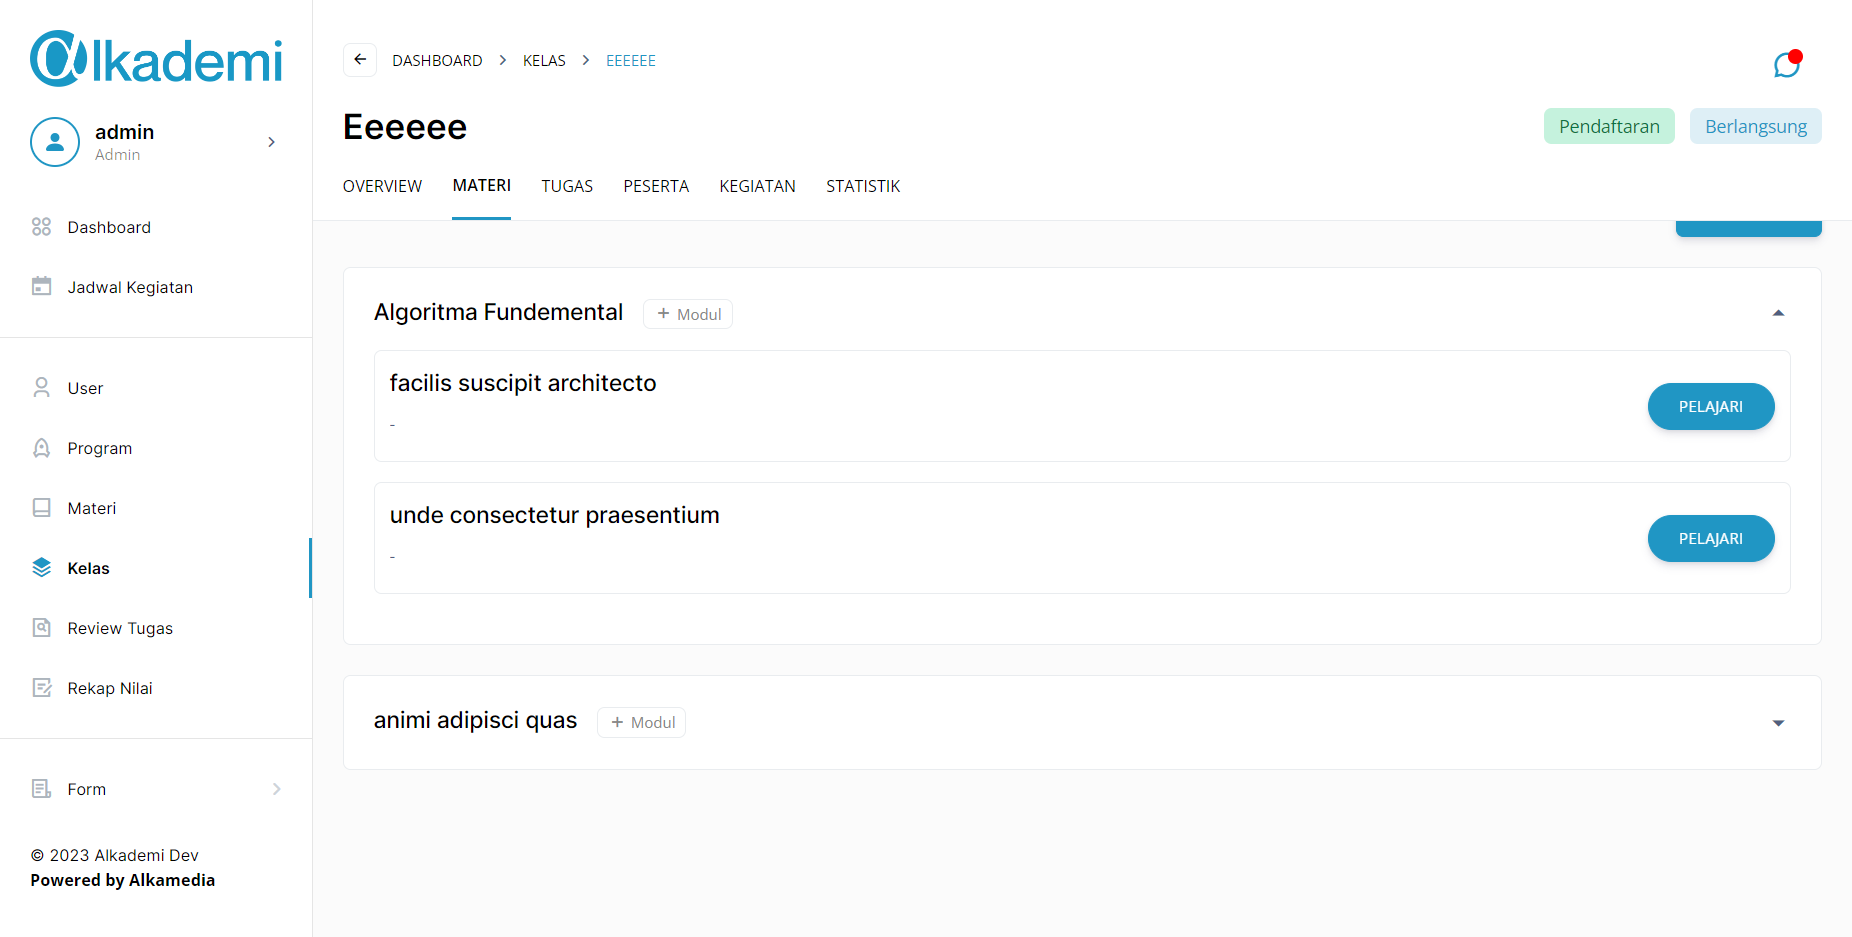 alkademi
admin
Admin
Dashboard
Jadwal Kegiatan
User
Program
Materi
Kelas
Review Tugas
Rekap Nilai
Form
© 2023 Alkademi Dev
Powered by Alkamedia
DASHBOARD > KELAS > EEEEEE
Eeeeee
Pendaftaran Berlangsung
OVERVIEW MATERI TUGAS PESERTA KEGIATAN STATISTIK
Algoritma Fundemental + Modul
facilis suscipit architecto
-
PELAJARI
unde consectetur praesentium
-
PELAJARI
animi adipisci quas + Modul